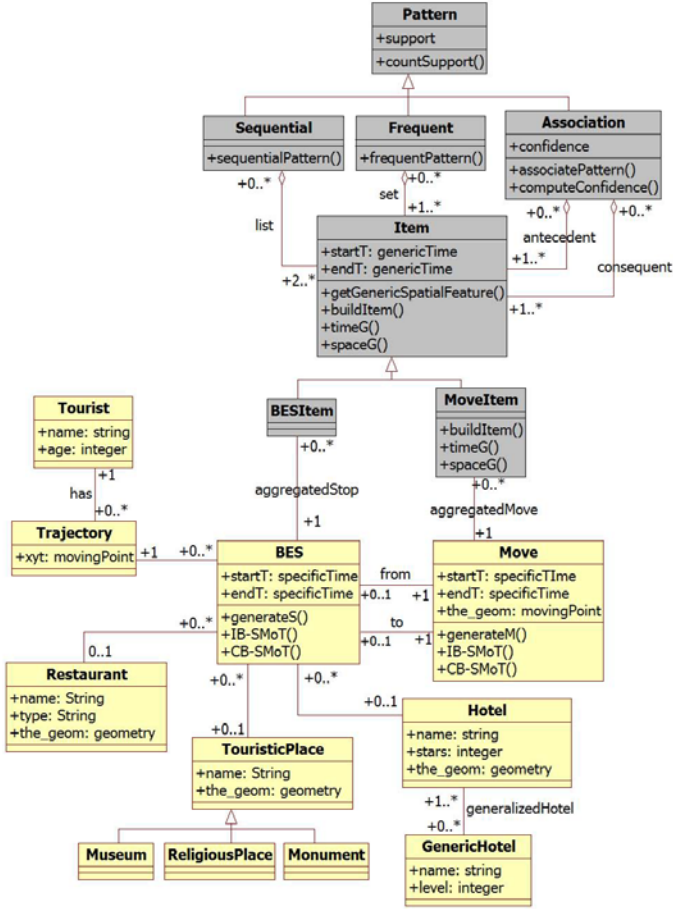 Pattern
+support
+countSupport()
Sequential
+sequentialPattern()
Frequent
+frequentPattern()
Association
+confidence
+associatePattern()
+computeConfidence()
+0..*
+0..*
+0..*
+0..*
set
list
antecedent
consequent
+1..*
+2..*
+1..*
+1..*
Item
+startT: genericTime
+endT: genericTime
+getGenericSpatialFeature()
+buildItem()
+timeG()
+spaceG()
BESItem
MoveItem
+buildItem()
+timeG()
+spaceG()
+0..*
aggregatedStop
+1
+0..*
aggregatedMove
+1
Tourist
+name: string
+age: integer
+1
has
+0..*
Trajectory
+xyt: movingPoint
+1
+0..*
BES
+startT: specificTime
+endT: specificTime
+generateS()
+IB-SMoT()
+CB-SMoT()
from
+0..1
+1
to
+0..1
+1
Move
+startT: specificTIme
+endT: specificTime
+the_geom: movingPoint
+generateM()
+IB-SMoT()
+CB-SMoT()
+0..*
0..1
Restaurant
+name: String
+type: String
+the_geom: geometry
+0..*
+0..1
TouristicPlace
+name: String
+the_geom: geometry
Museum
ReligiousPlace
Monument
+0..*
+0..1
Hotel
+name: string
+stars: integer
+the_geom: geometry
+1..*
generalizedHotel
+0..*
GenericHotel
+name: string
+level: integer